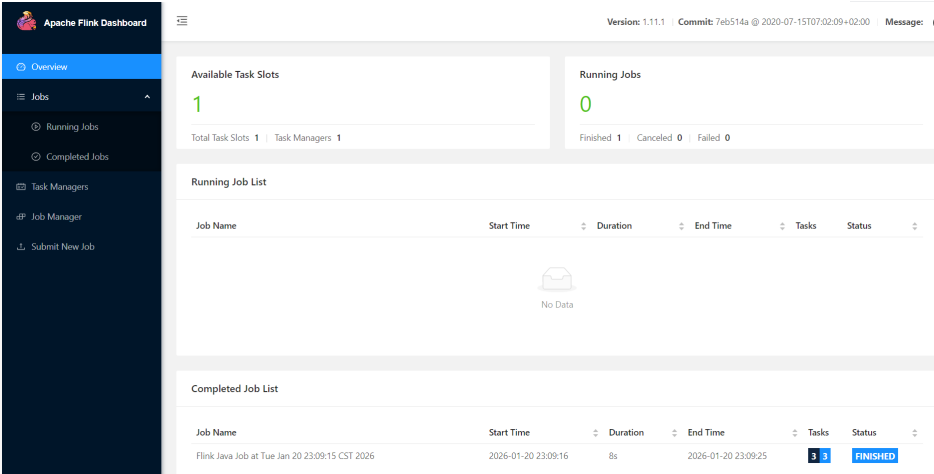 Apache Flink Dashboard
Version: 1.11.1 Commit: 7eb514a @ 2020-07-15T07:02:09+02:00 Message:
Overview
Jobs
Running Jobs
Completed Jobs
Task Managers
Job Manager
Submit New Job
Available Task Slots
1
Total Task Slots 1 Task Managers 1
Running Jobs
0
Finished 1 Canceled 0 Failed 0
Running Job List
Job Name Start Time Duration End Time Tasks Status
No Data
Completed Job List
Job Name Start Time Duration End Time Tasks Status
Flink Java Job at Tue Jan 20 23:09:15 CST 2026 2026-01-20 23:09:16 8s 2026-01-20 23:09:25 3 3 FINISHED